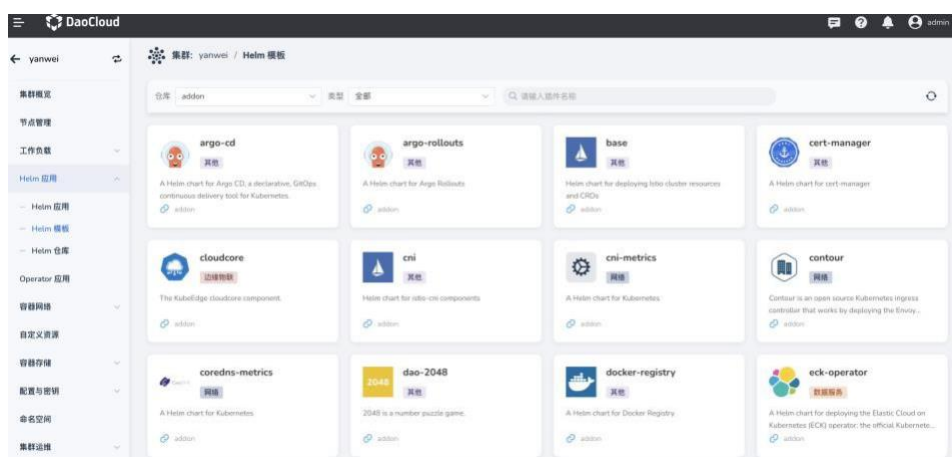 DaoCloud
admin
yanwei
集群: yanwei / Helm 模板
集群概览
节点管理
工作负载
Helm 应用
Helm 应用
Helm 模板
Helm 仓库
Operator 应用
容器网络
自定义资源
容器存储
配置与密钥
命名空间
集群运维
仓库 addon
类型 全部
请输入插件名称
argo-cd
其他
A Helm chart for Argo CD, a declarative, GitOps
continuous delivery tool for Kubernetes.
addon
argo-rollouts
其他
A Helm chart for Argo Rollouts
addon
base
其他
Helm chart for deploying Istio cluster resources
and CRDs
addon
cert-manager
其他
A Helm chart for cert-manager
addon
cloudcore
边缘物联
The KubeEdge cloudcore component.
addon
cni
其他
Helm chart for istio-cni components
addon
cni-metrics
网络
A Helm chart for Kubernetes
addon
contour
网络
Contour is an open source Kubernetes ingress
controller that works by deploying the Envoy...
addon
coredns-metrics
网络
A Helm chart for Kubernetes
addon
2048
dao-2048
其他
2048 is a number puzzle game.
addon
docker-registry
其他
A Helm chart for Docker Registry
addon
eck-operator
数据服务
A Helm chart for deploying the Elastic Cloud on
Kubernetes (ECK) operator: the official Kubernete...
addon